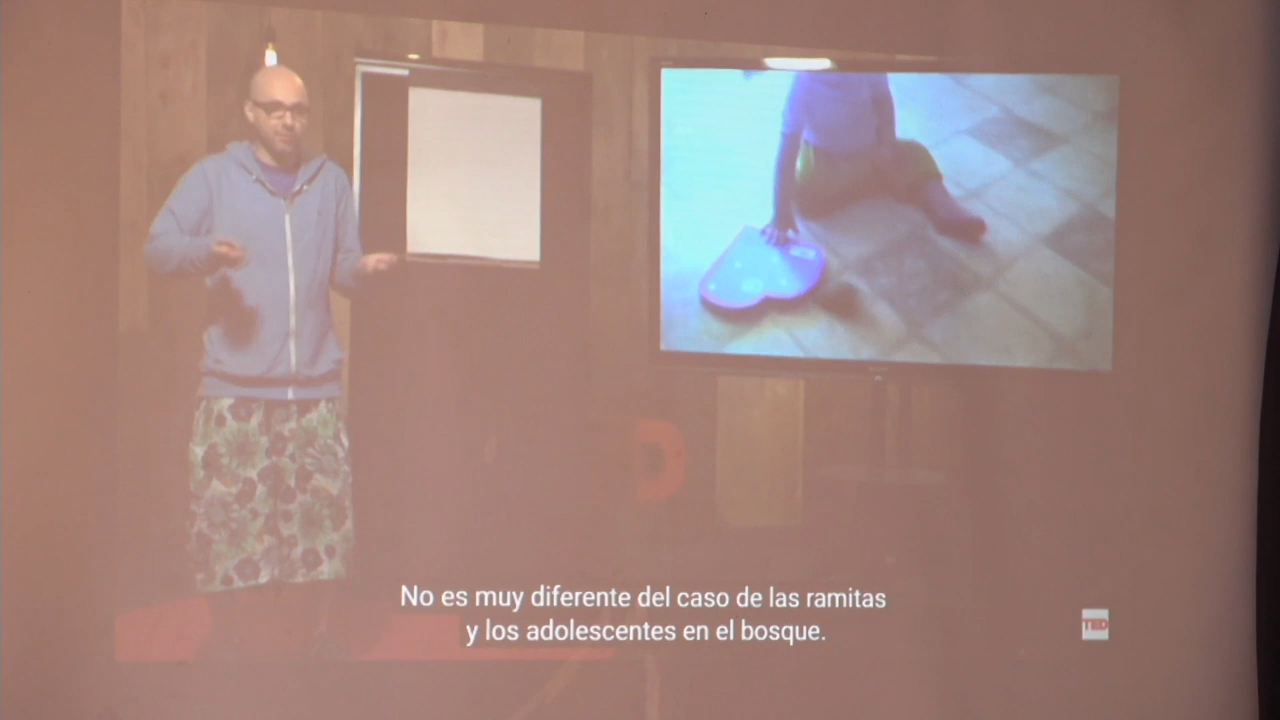 D
No es muy diferente del caso de las ramitas
y los adolescentes en el bosque.
TED